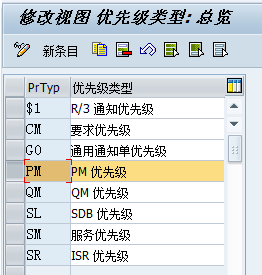 修改视图 优先级类型: 总览
新条目
PrTyp 优先级类型
$1 R/3 通知优先级
CM 要求优先级
GO 通用通知单优先级
PM PM 优先级
QM QM 优先级
SL SDB 优先级
SM 服务优先级
SR ISR 优先级